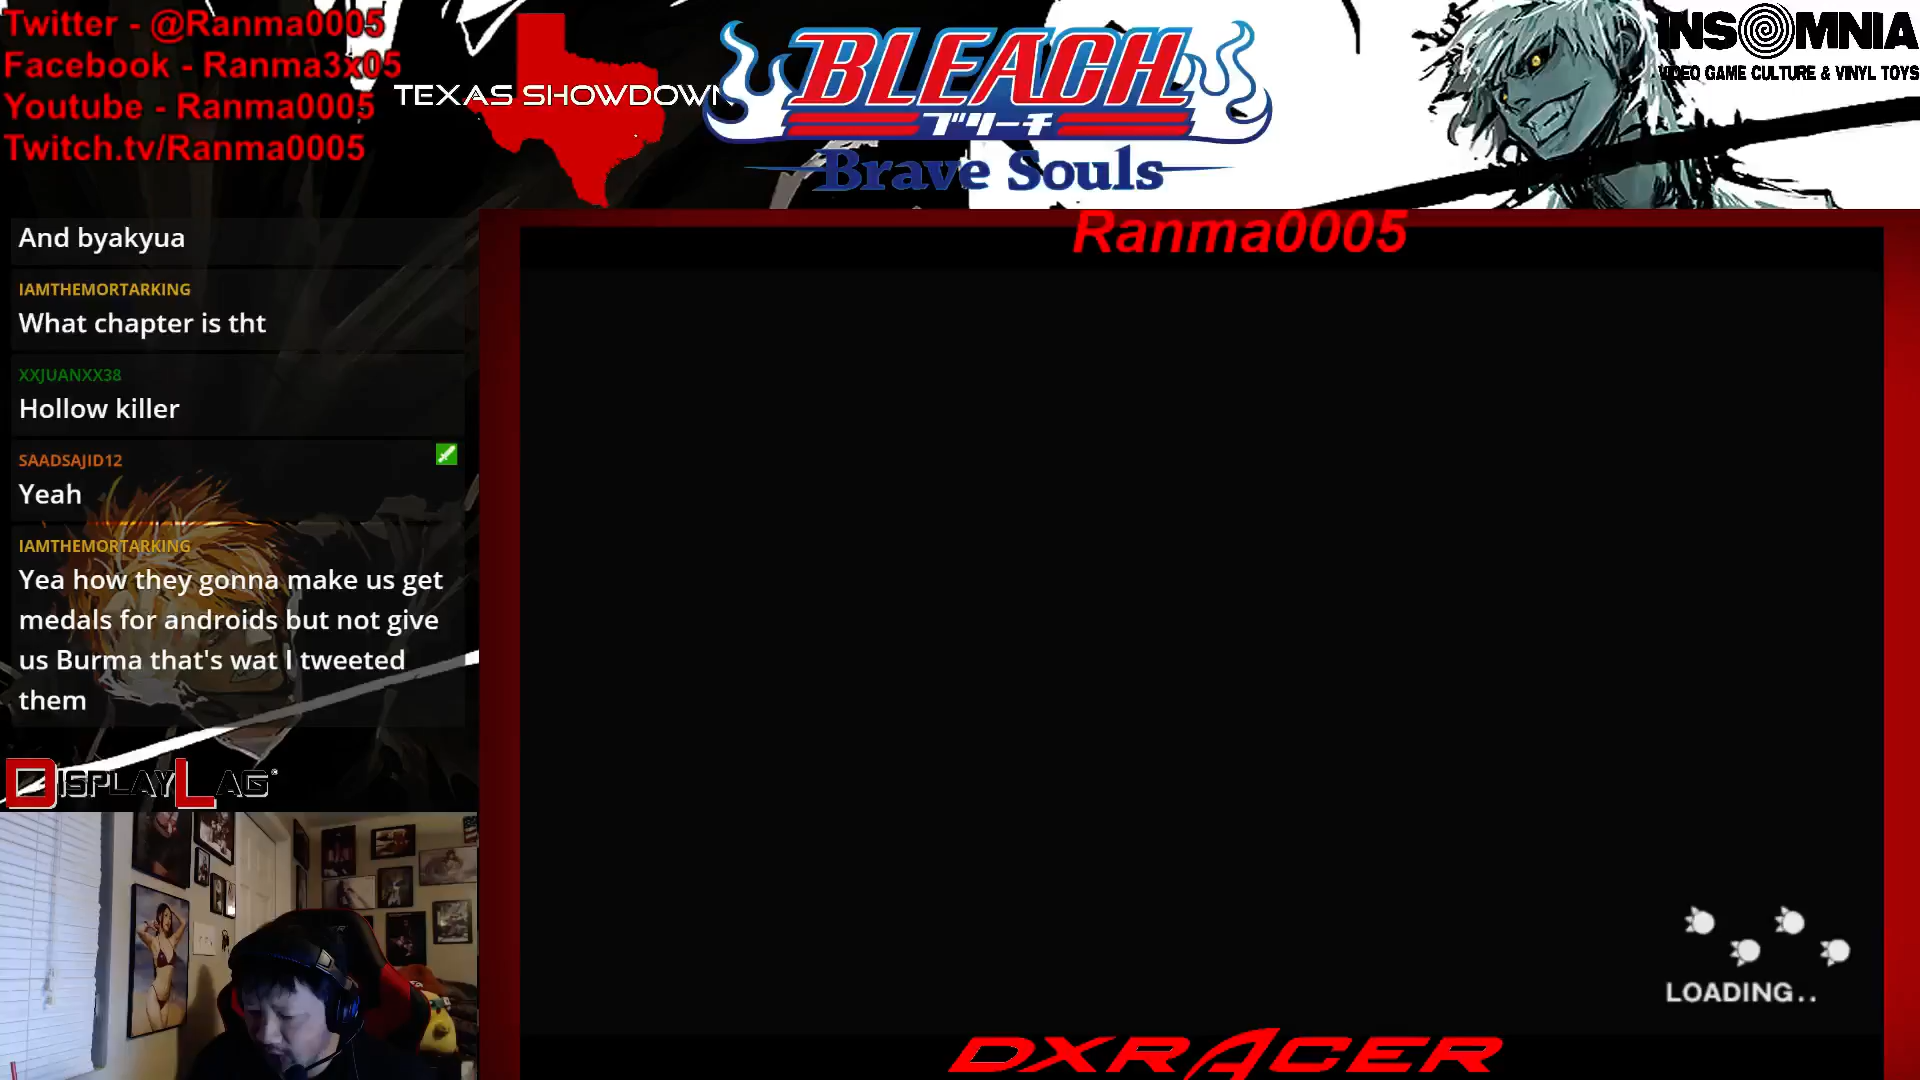 Twitter - @Ranma0005
Facebook - Ranma3x05
Youtube - Ranma0005
Twitch.tv/Ranma0005
TEXAS SHOWDOWN
BLEACH
ブリーチ
Brave Souls
INSOMNIA
VIDEO GAME CULTURE & VINYL TOYS
Ranma0005
And byakyua
IAMTHEMORTARKING
What chapter is tht
XXJUANXX38
Hollow killer
SAADSAJID12
Yeah
IAMTHEMORTARKING
Yea how they gonna make us get
medals for androids but not give
us Burma that's wat I tweeted
them
DISPLAYLAG
LOADING..
DXRACER